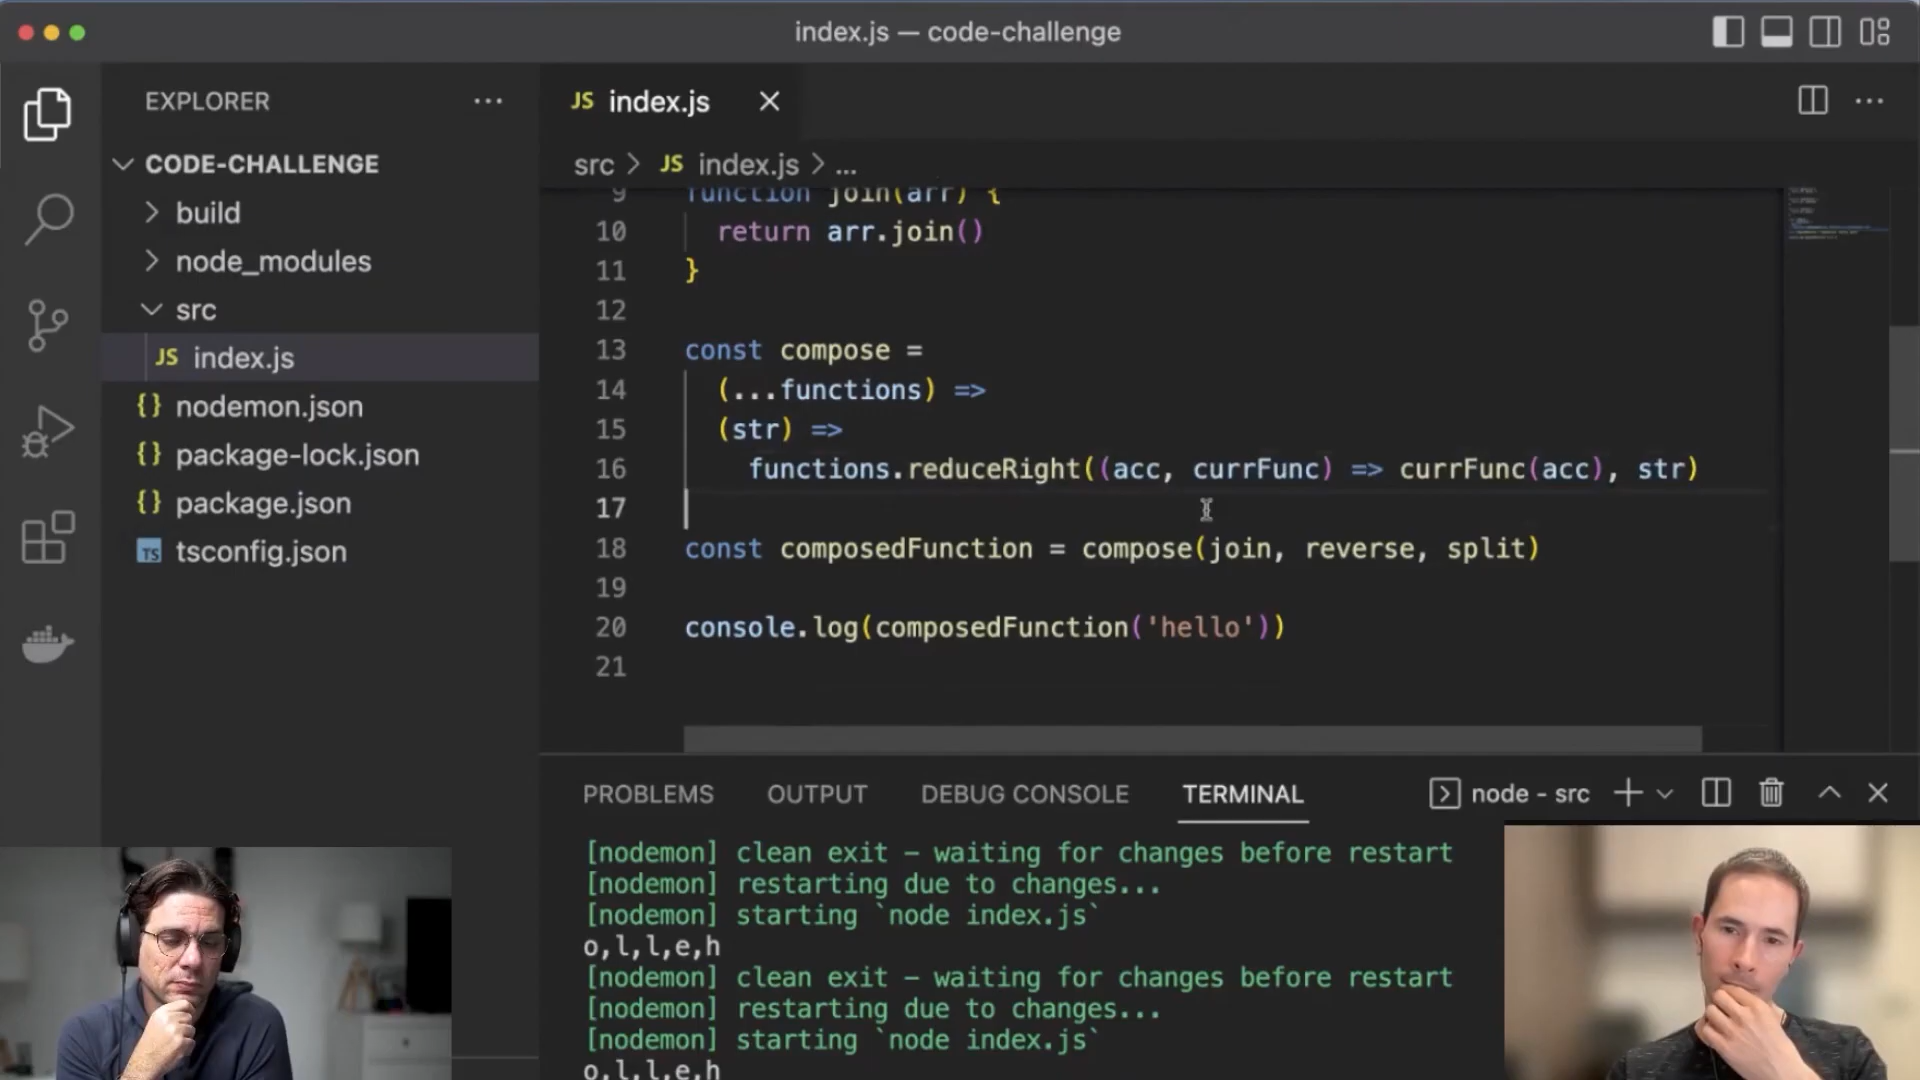 index.js — code-challenge
EXPLORER
JS index.js
CODE-CHALLENGE
src > JS index.js > ...
build
node_modules
src
JS index.js
{} nodemon.json
{} package-lock.json
{} package.json
TS tsconfig.json
9 function join(arr) {
10 return arr.join()
11 }
12
13 const compose =
14 (...functions) =>
15 (str) =>
16 functions.reduceRight((acc, currFunc) => currFunc(acc), str)
17
18 const composedFunction = compose(join, reverse, split)
19
20 console.log(composedFunction('hello'))
21
PROBLEMS OUTPUT DEBUG CONSOLE TERMINAL node - src
[nodemon] clean exit - waiting for changes before restart
[nodemon] restarting due to changes...
[nodemon] starting `node index.js`
o,l,l,e,h
[nodemon] clean exit - waiting for changes before restart
[nodemon] restarting due to changes...
[nodemon] starting `node index.js`
o,l,l,e,h